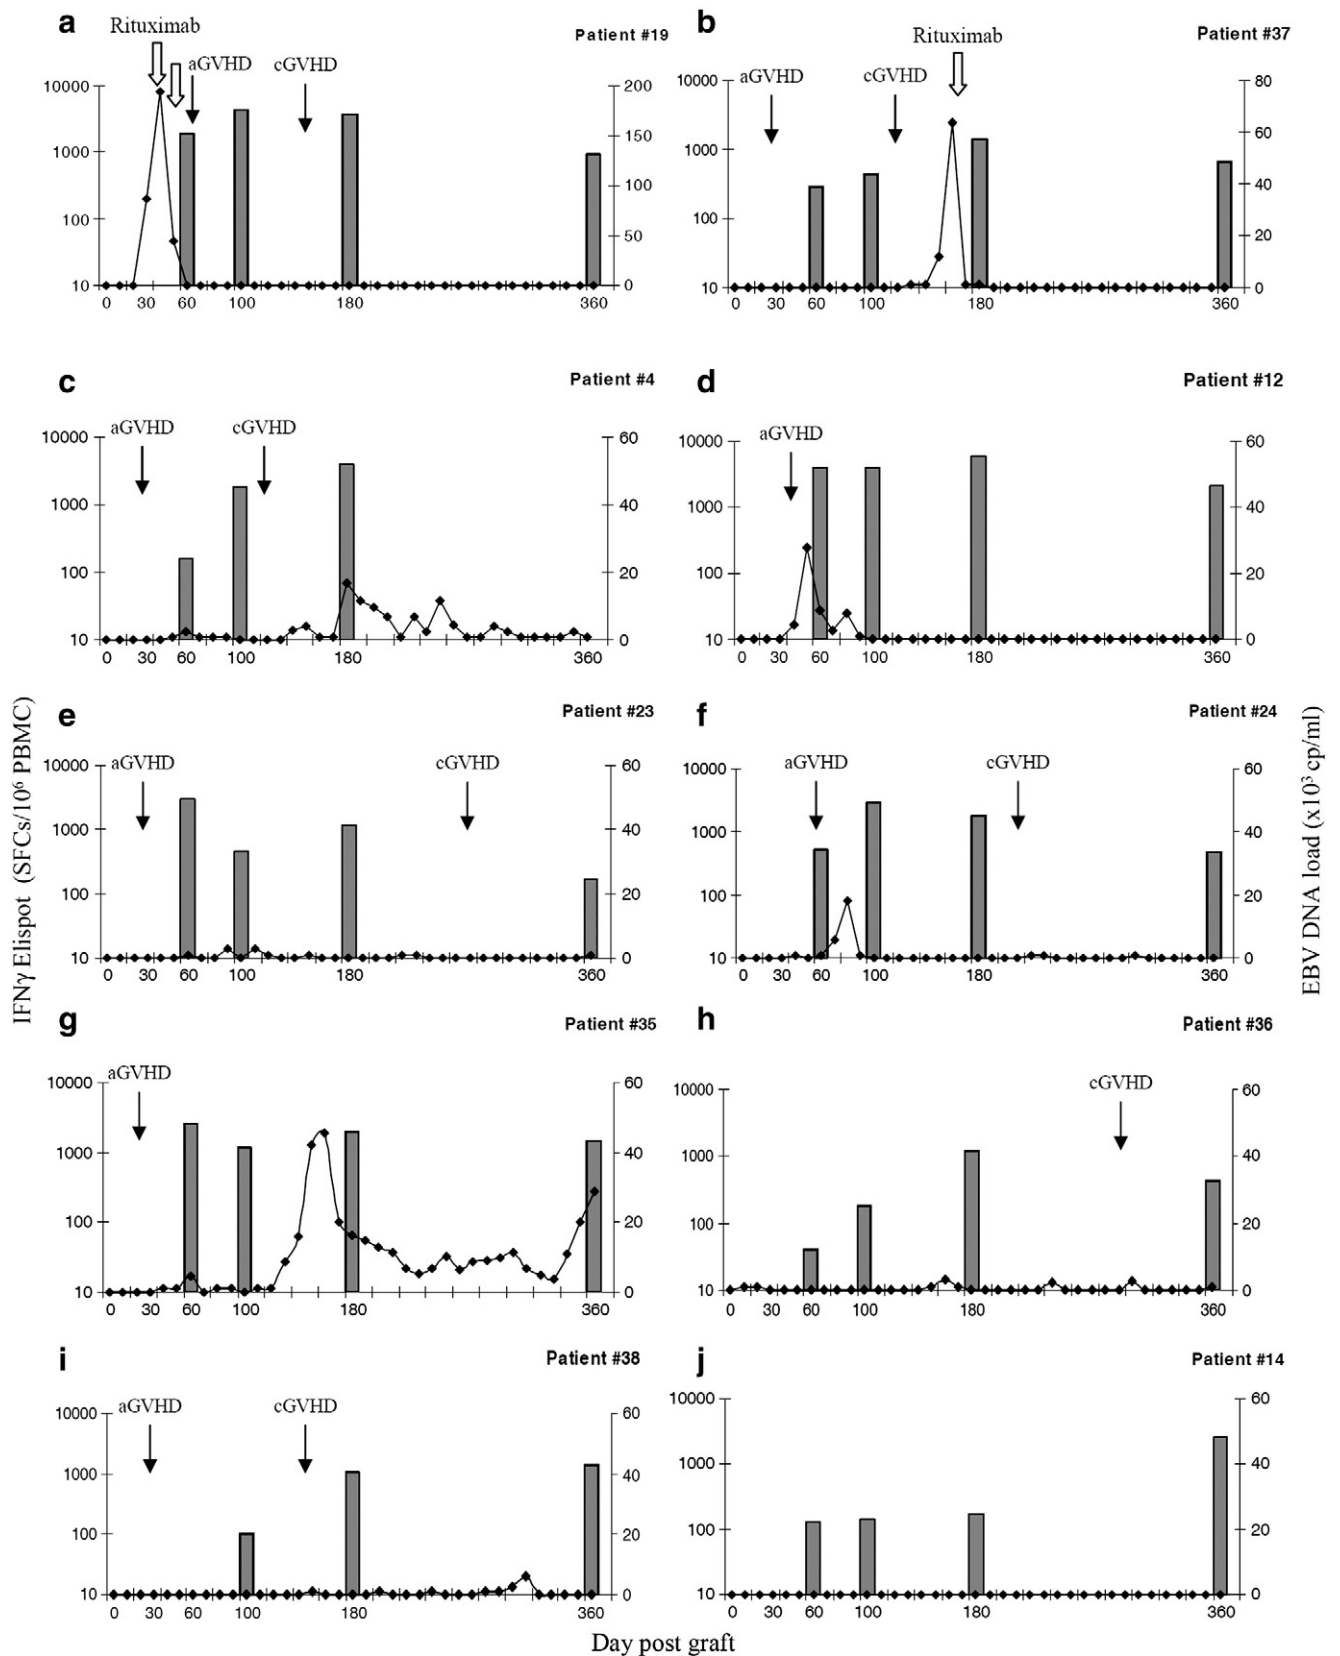 a
Rituximab
Patient #19
aGVHD cGVHD
10000 200
1000 150
100 100
50
10 0
0 30 60 100 180 360
b
Patient #37
Rituximab
aGVHD cGVHD
10000 80
1000 60
40
100 20
10 0
0 30 60 100 180 360
c
Patient #4
aGVHD cGVHD
10000 60
1000 40
100 20
10 0
0 30 60 100 180 360
d
Patient #12
aGVHD
10000 60
1000 40
100 20
10 0
0 30 60 100 180 360
IFNγ Elispot (SFCs/10⁶ PBMC)
e
Patient #23
aGVHD cGVHD
10000 60
1000 40
100 20
10 0
0 30 60 100 180 360
f
Patient #24
aGVHD cGVHD
10000 60
1000 40
100 20
10 0
0 30 60 100 180 360
EBV DNA load (x10³ cp/ml)
g
Patient #35
aGVHD
10000 60
1000 40
100 20
10 0
0 30 60 100 180 360
h
Patient #36
cGVHD
10000 60
1000 40
100 20
10 0
0 30 60 100 180 360
i
Patient #38
aGVHD cGVHD
10000 60
1000 40
100 20
10 0
0 30 60 100 180 360
j
Patient #14
10000 60
1000 40
100 20
10 0
0 30 60 100 180 360
Day post graft